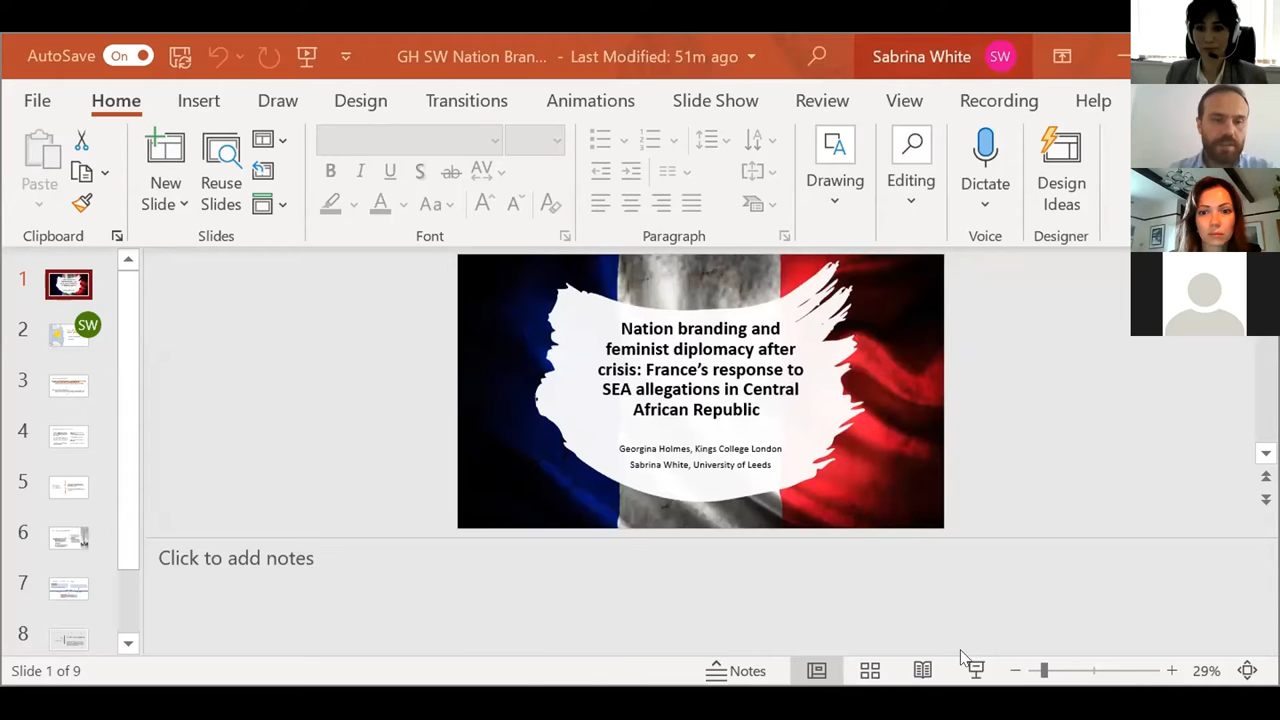 AutoSave On GH SW Nation Bran... - Last Modified: 51m ago Sabrina White SW
File Home Insert Draw Design Transitions Animations Slide Show Review View Recording Help
Paste
New Slide
Reuse Slides
B I U S ab AV
A Aa A A A
Drawing
Editing
Dictate
Design Ideas
Clipboard Slides Font Paragraph Voice Designer
1
2 SW
3
4
5
6
7
8
Nation branding and
feminist diplomacy after
crisis: France’s response to
SEA allegations in Central
African Republic
Georgina Holmes, Kings College London
Sabrina White, University of Leeds
Click to add notes
Slide 1 of 9 Notes 29%